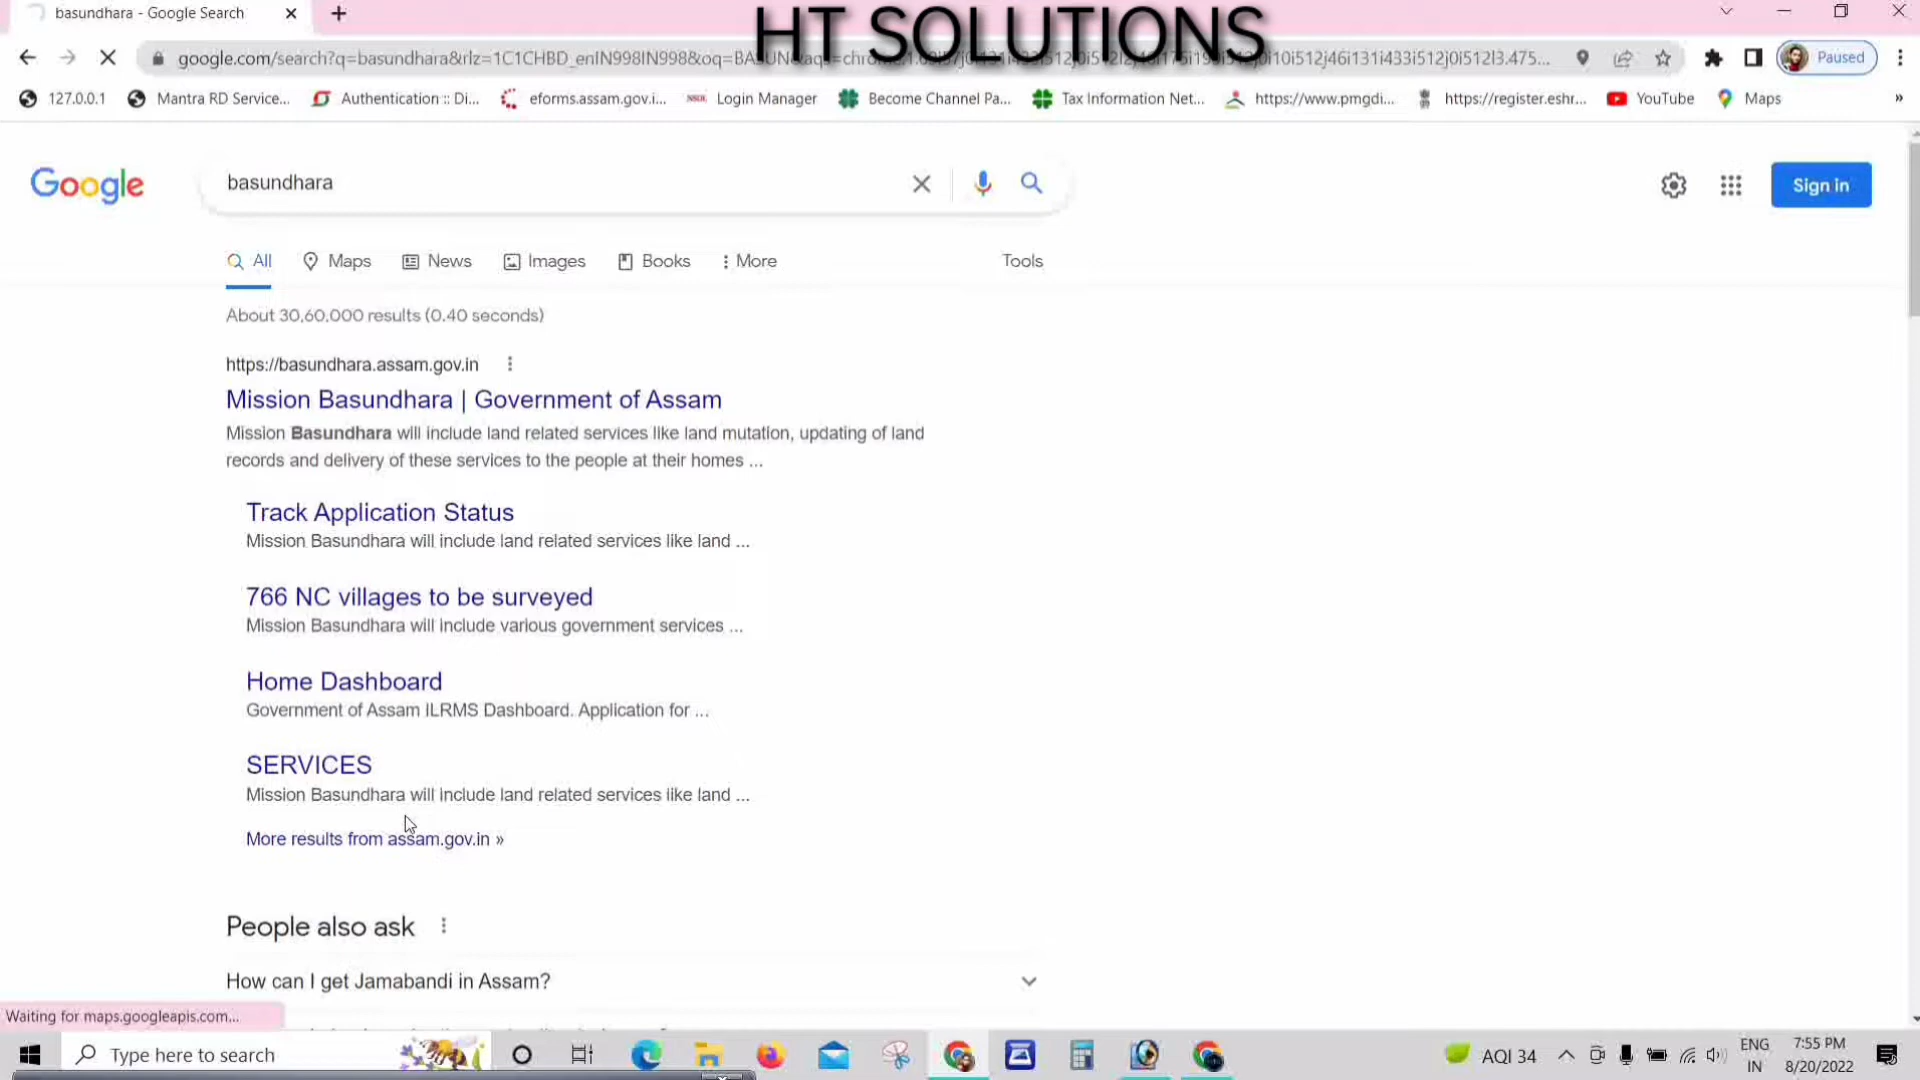 basundhara - Google Search
HT SOLUTIONS
google.com/search?q=basundhara&rlz=1C1CHBD_enIN998IN998&oq=
Paused
127.0.0.1
Mantra RD Service...
Authentication :: Di...
eforms.assam.gov.i...
NSDL
Login Manager
Become Channel Pa...
Tax Information Net...
https://www.pmgdi...
https://register.eshr...
YouTube
Maps
»
Google
basundhara
Sign in
All
Maps
News
Images
Books
More
Tools
About 30,60,000 results (0.40 seconds)
https://basundhara.assam.gov.in
Mission Basundhara | Government of Assam
Mission Basundhara will include land related services like land mutation, updating of land
records and delivery of these services to the people at their homes ...
Track Application Status
Mission Basundhara will include land related services like land ...
766 NC villages to be surveyed
Mission Basundhara will include various government services ...
Home Dashboard
Government of Assam ILRMS Dashboard. Application for ...
SERVICES
Mission Basundhara will include land related services like land ...
More results from assam.gov.in »
People also ask
How can I get Jamabandi in Assam?
Waiting for maps.googleapis.com...
Type here to search
AQI 34
ENG
IN
7:55 PM
8/20/2022